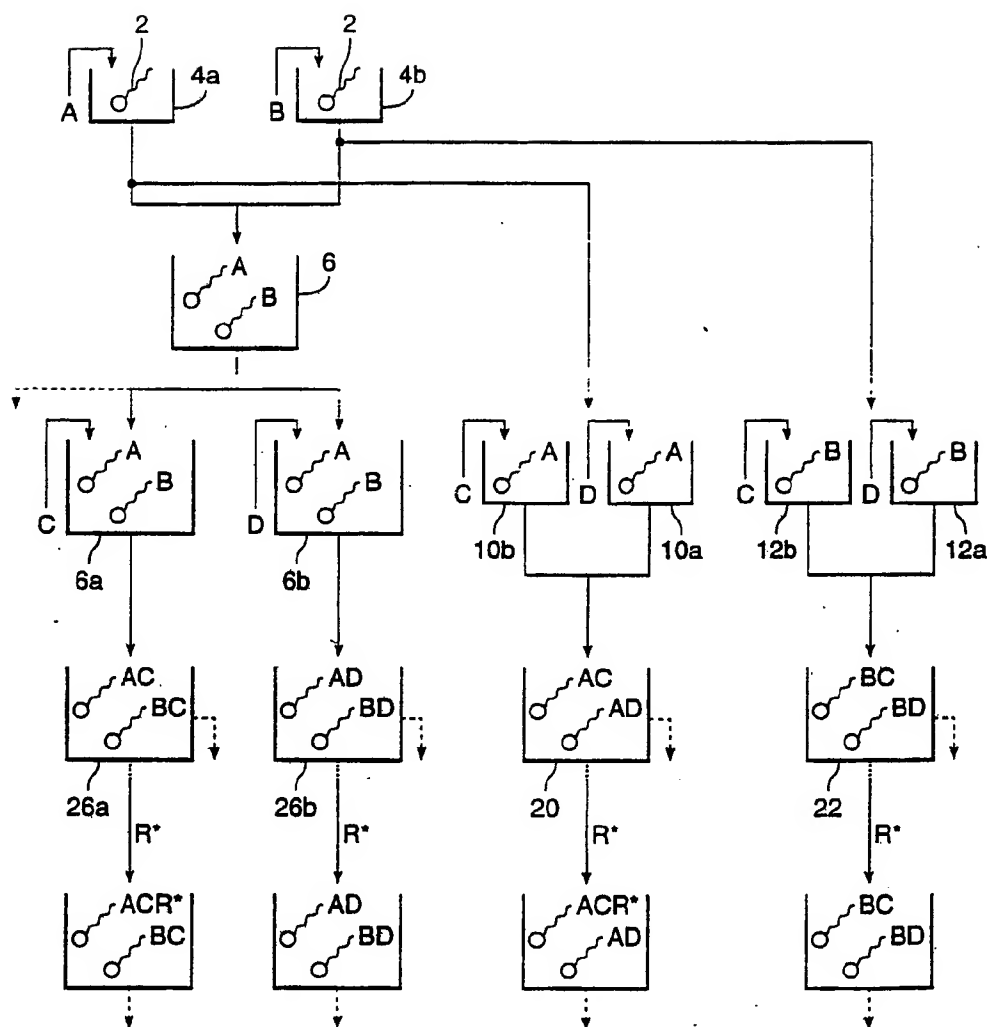 2 2
4a 4b
A B
A 6
B
A A A A B B
B B
C D C D C D
6a 6b 10b 10a 12b 12a
AC AD AC BC
BC BD AD BD
26a 26b 20 22
R* R* R* R*
ACR* AD ACR* BC
BC BD AD BD